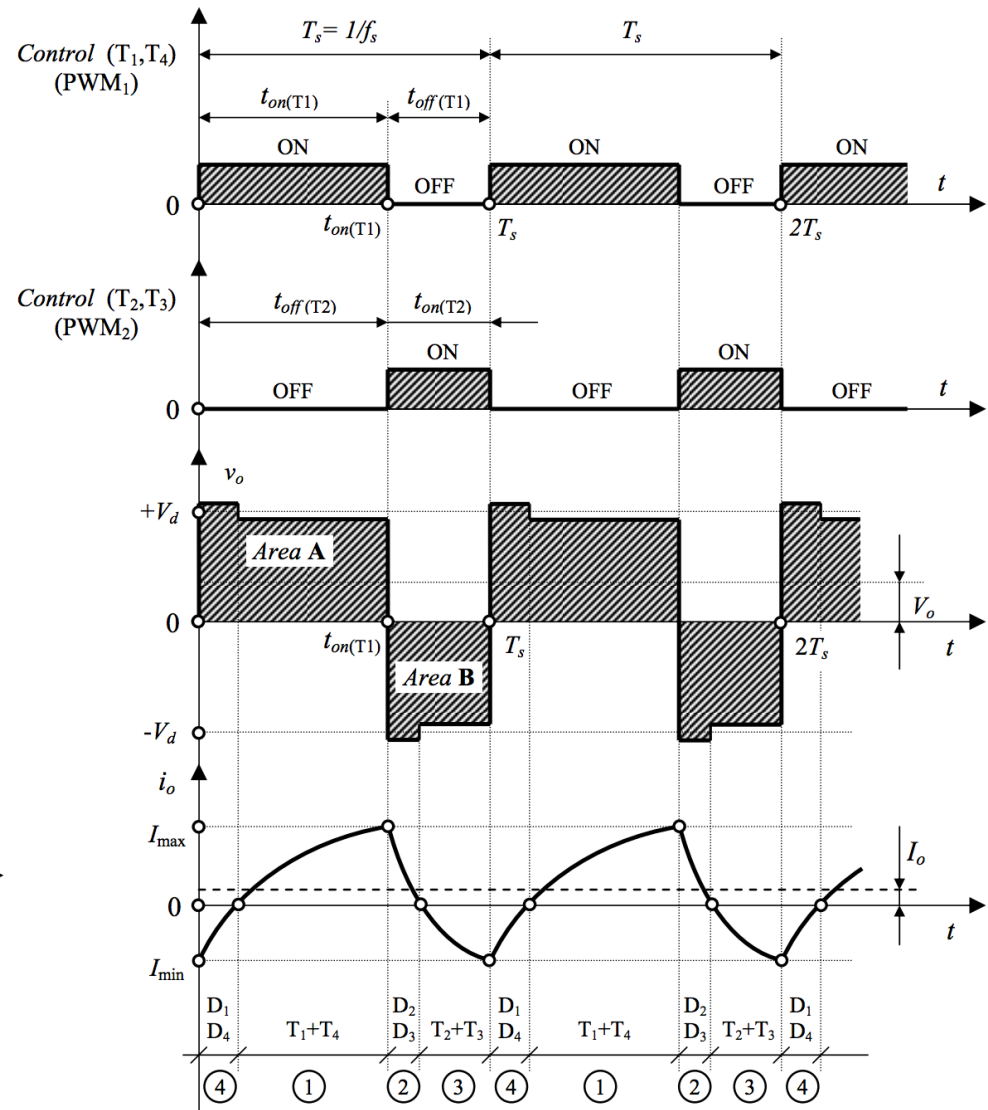 Tₛ= 1/fₛ Tₛ
Control (T₁,T₄)
(PWM₁)
tₒₙ(T1) tₒff(T1)
ON ON ON
OFF OFF t
0
tₒₙ(T1) Tₛ 2Tₛ
Control (T₂,T₃)
(PWM₂)
tₒff(T2) tₒₙ(T2)
ON ON
OFF OFF OFF t
0
vₒ
+V_d
Area A
Vₒ
0
tₒₙ(T1) Tₛ 2Tₛ t
Area B
-V_d
iₒ
Iₘₐₓ
Iₒ
0
t
Iₘᵢₙ
D₁ D₂ D₁ D₂ D₁
D₄ T₁+T₄ D₃ T₂+T₃ D₄ T₁+T₄ D₃ T₂+T₃ D₄
4 1 2 3 4 1 2 3 4